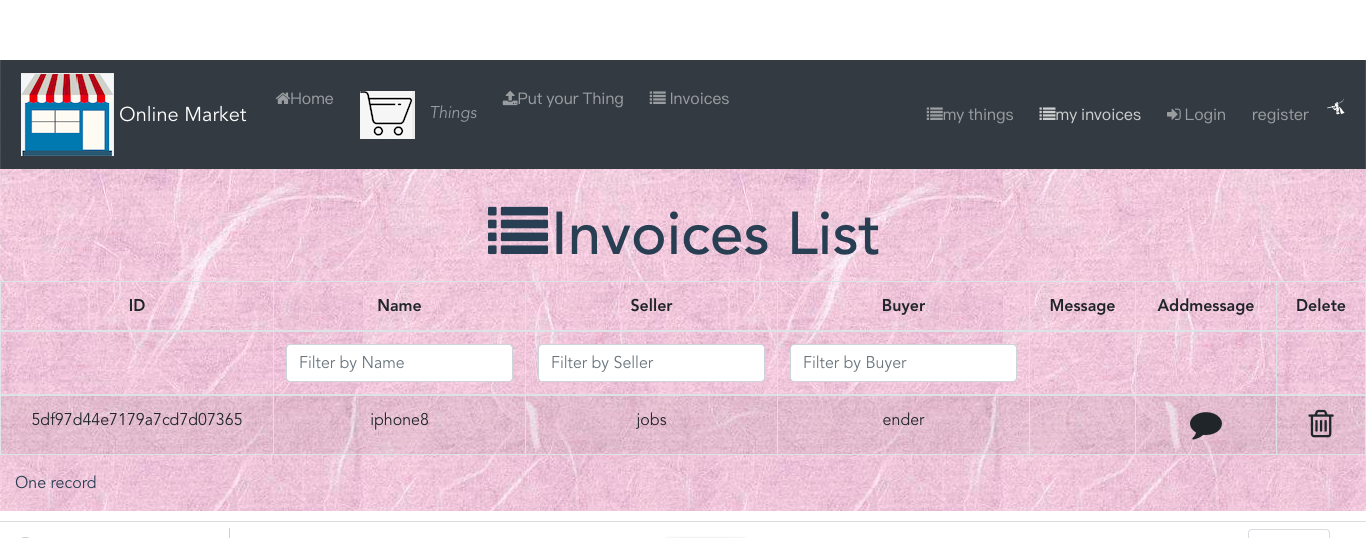 Online Market
Home
Things
Put your Thing
Invoices
my things
my invoices
Login
register
Invoices List
ID Name Seller Buyer Message Addmessage Delete
Filter by Name Filter by Seller Filter by Buyer
5df97d44e7179a7cd7d07365 iphone8 jobs ender
One record